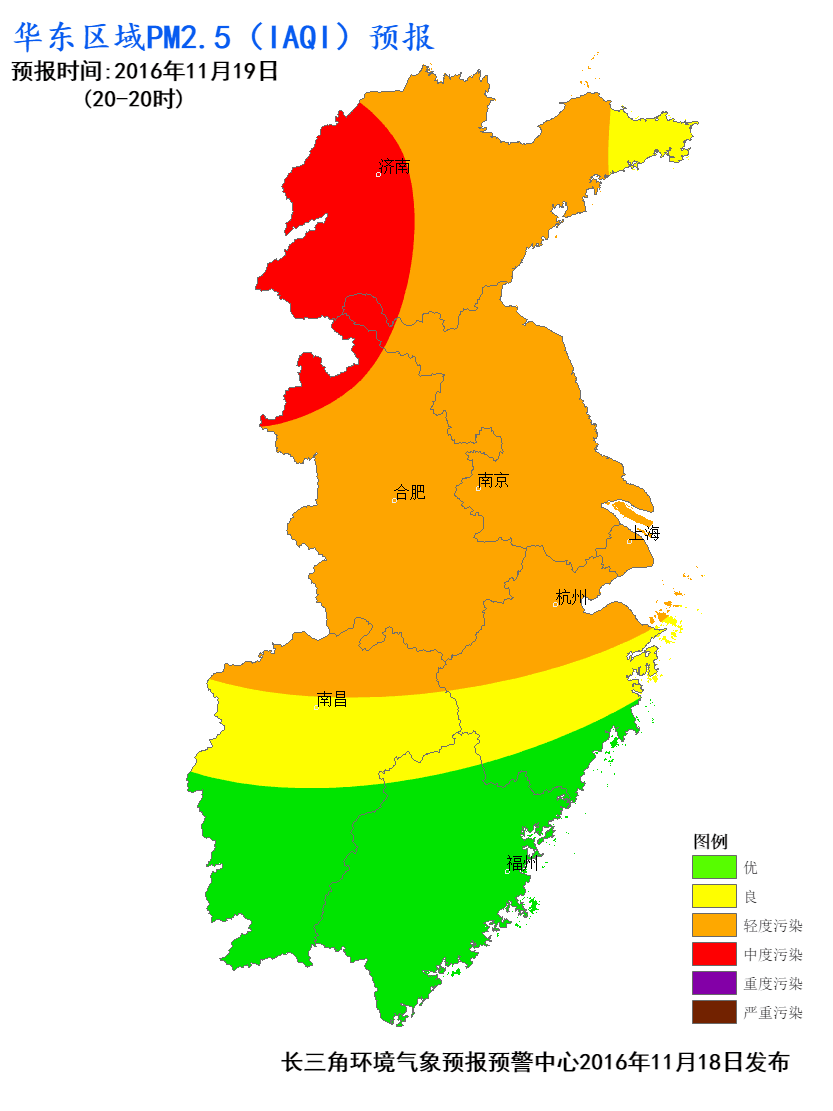 华东区域PM2.5（IAQI）预报
预报时间:2016年11月19日
(20-20时)
济南
合肥
南京
上海
杭州
南昌
福州
图例
优
良
轻度污染
中度污染
重度污染
严重污染
长三角环境气象预报预警中心2016年11月18日发布